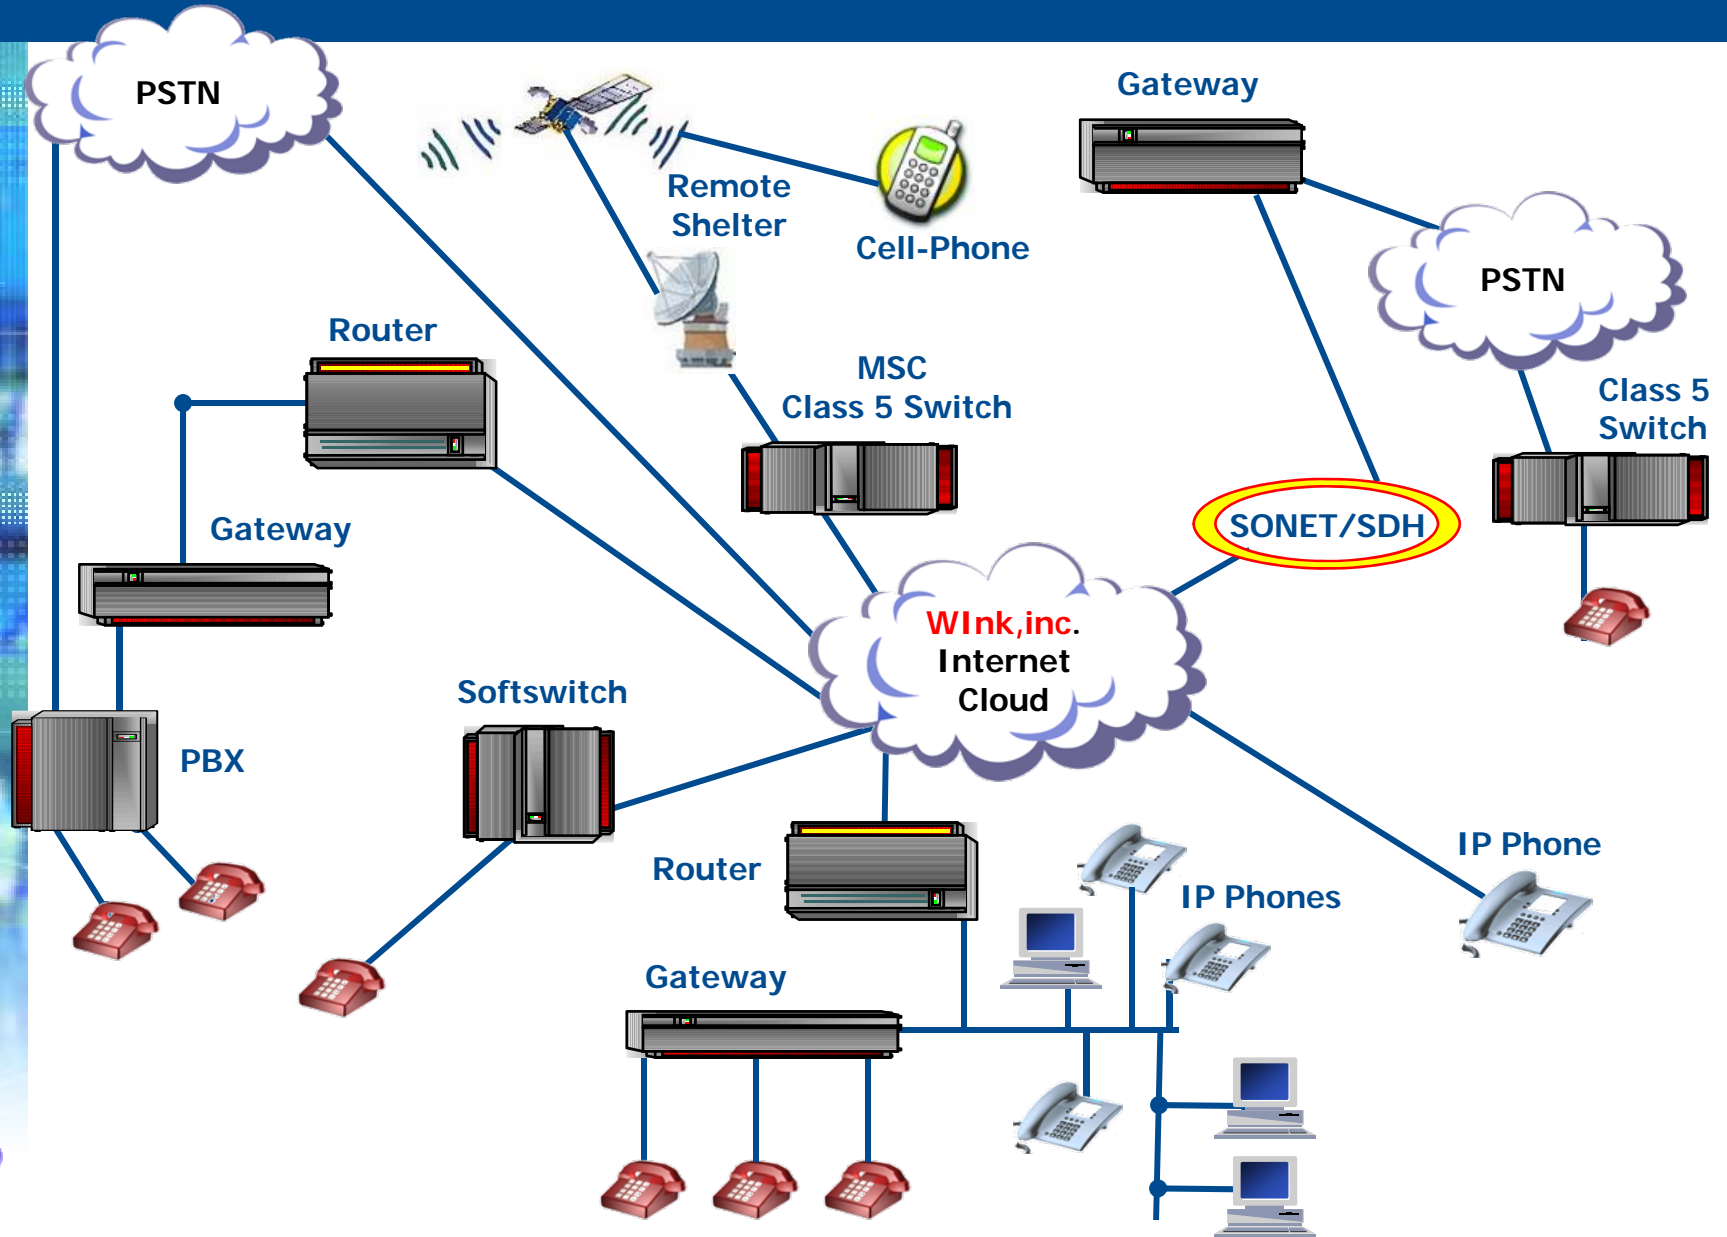 PSTN
Gateway
Remote
Shelter
Cell-Phone
PSTN
Router
MSC
Class 5 Switch
Class 5
Switch
Gateway
SONET/SDH
WInk,inc.
Internet
Cloud
Softswitch
PBX
Router
IP Phone
IP Phones
Gateway